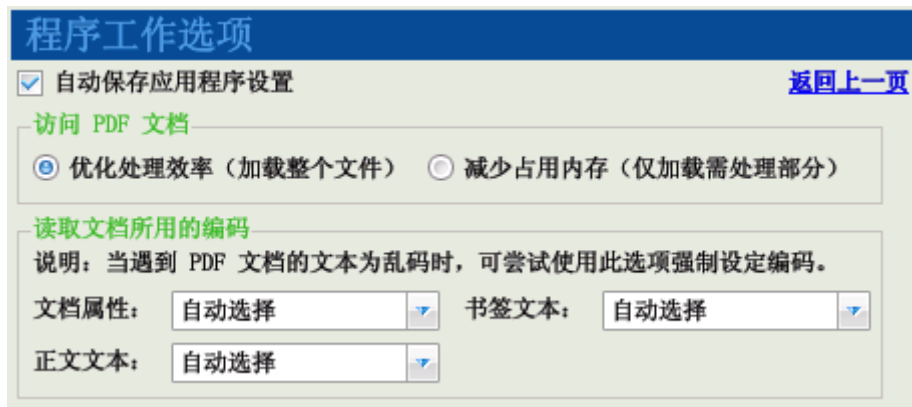 程序工作选项
自动保存应用程序设置 返回上一页
访问 PDF 文档
优化处理效率（加载整个文件） 减少占用内存（仅加载需处理部分）
读取文档所用的编码
说明：当遇到 PDF 文档的文本为乱码时，可尝试使用此选项强制设定编码。
文档属性： 自动选择 书签文本： 自动选择
正文文本： 自动选择